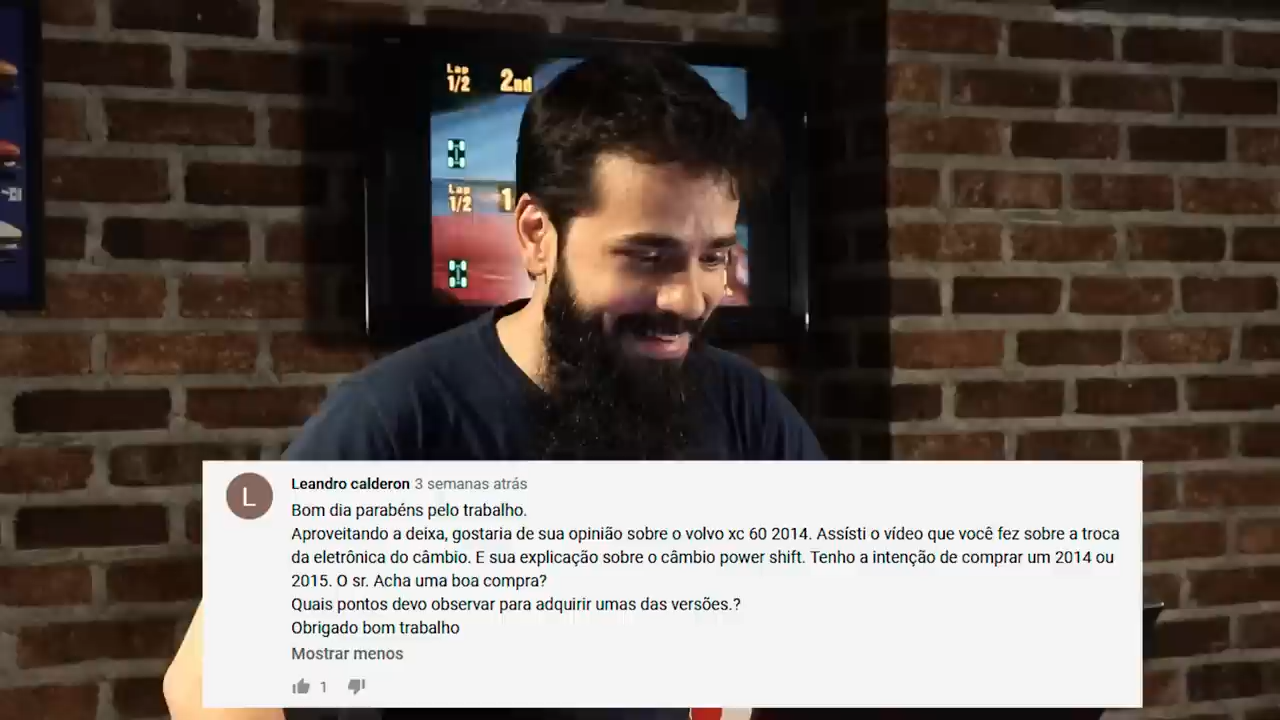 Lap
1/2 2nd
Lap
1/2 1
L
Leandro calderon 3 semanas atrás
Bom dia parabéns pelo trabalho.
Aproveitando a deixa, gostaria de sua opinião sobre o volvo xc 60 2014. Assísti o vídeo que você fez sobre a troca
da eletrônica do câmbio. E sua explicação sobre o câmbio power shift. Tenho a intenção de comprar um 2014 ou
2015. O sr. Acha uma boa compra?
Quais pontos devo observar para adquirir umas das versões.?
Obrigado bom trabalho
Mostrar menos
1